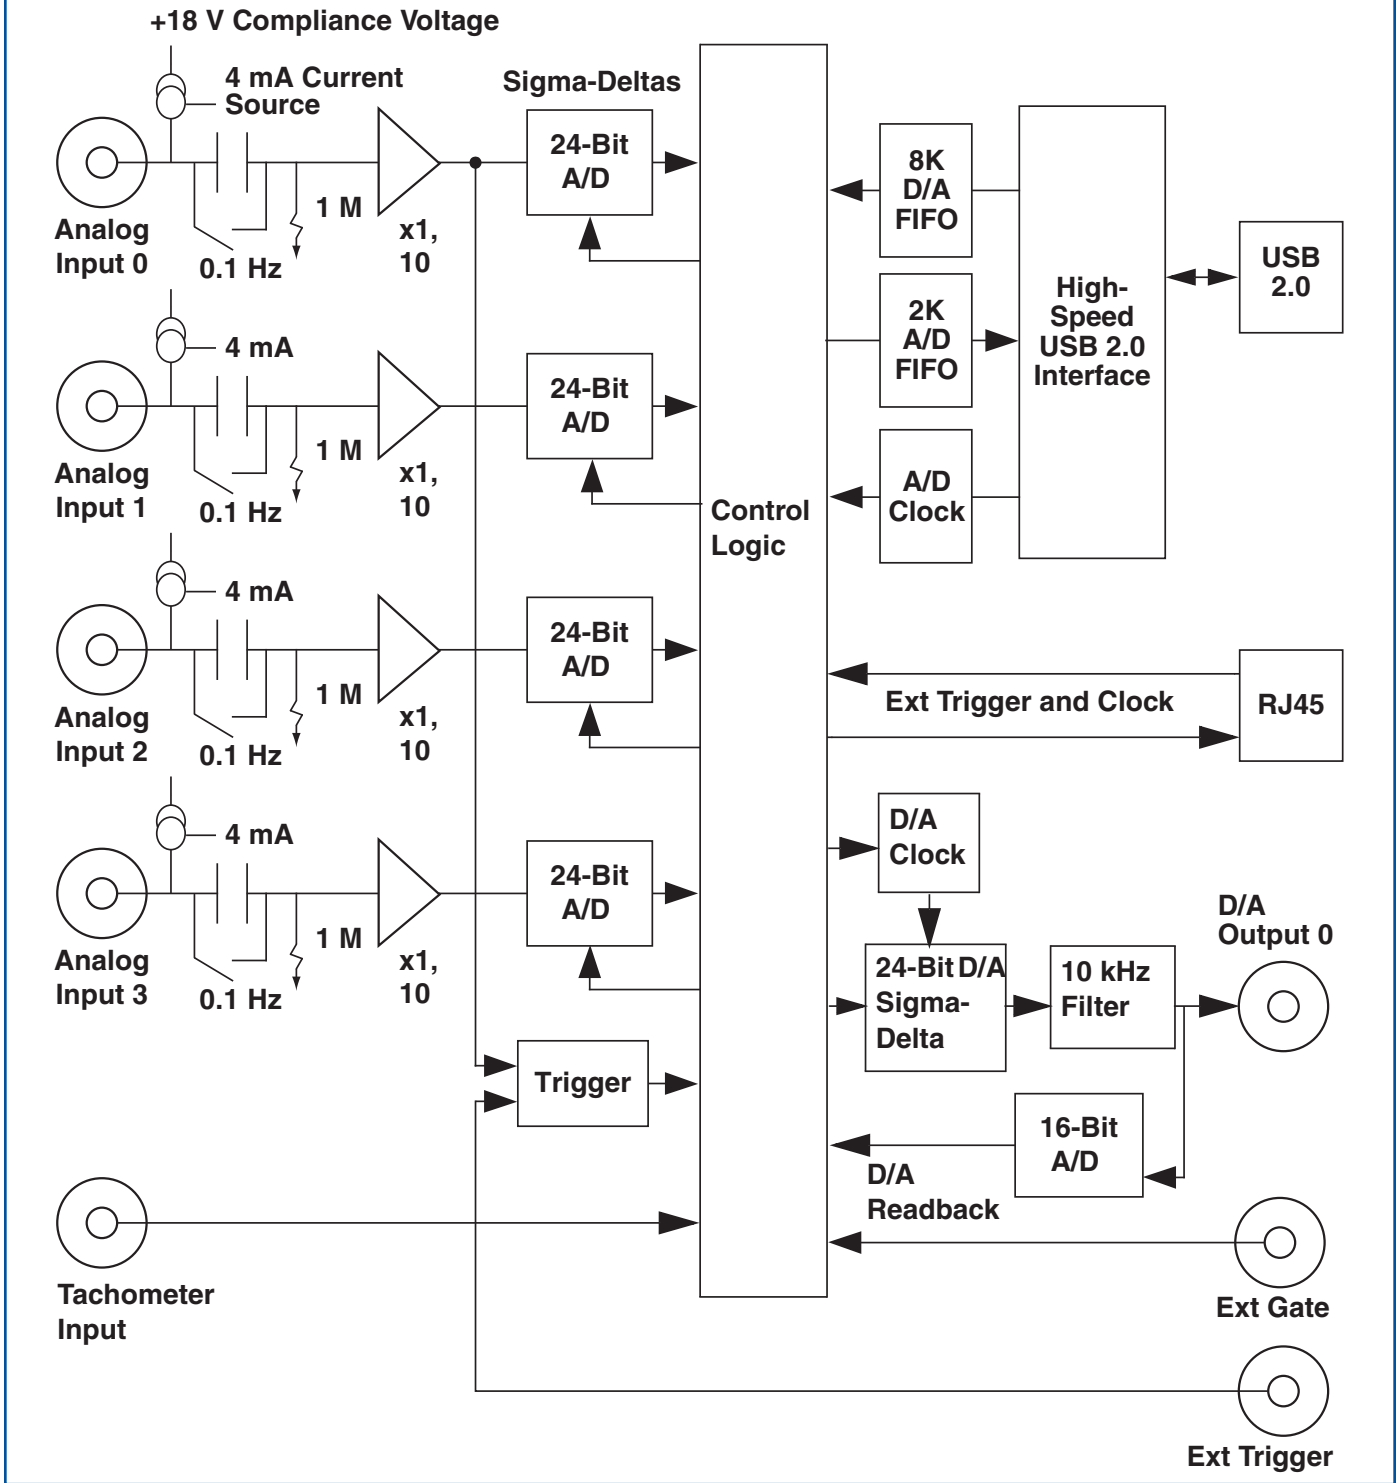 +18 V Compliance Voltage
4 mA Current
Source
Sigma-Deltas
24-Bit
A/D
Analog
Input 0
1 M
0.1 Hz
x1,
10
8K
D/A
FIFO
2K
A/D
FIFO
A/D
Clock
High-
Speed
USB 2.0
Interface
USB
2.0
4 mA
24-Bit
A/D
Analog
Input 1
1 M
0.1 Hz
x1,
10
Control
Logic
4 mA
24-Bit
A/D
Analog
Input 2
1 M
0.1 Hz
x1,
10
Ext Trigger and Clock
RJ45
4 mA
24-Bit
A/D
Analog
Input 3
1 M
0.1 Hz
x1,
10
D/A
Clock
24-Bit D/A
Sigma-
Delta
10 kHz
Filter
D/A
Output 0
Trigger
16-Bit
A/D
D/A
Readback
Tachometer
Input
Ext Gate
Ext Trigger